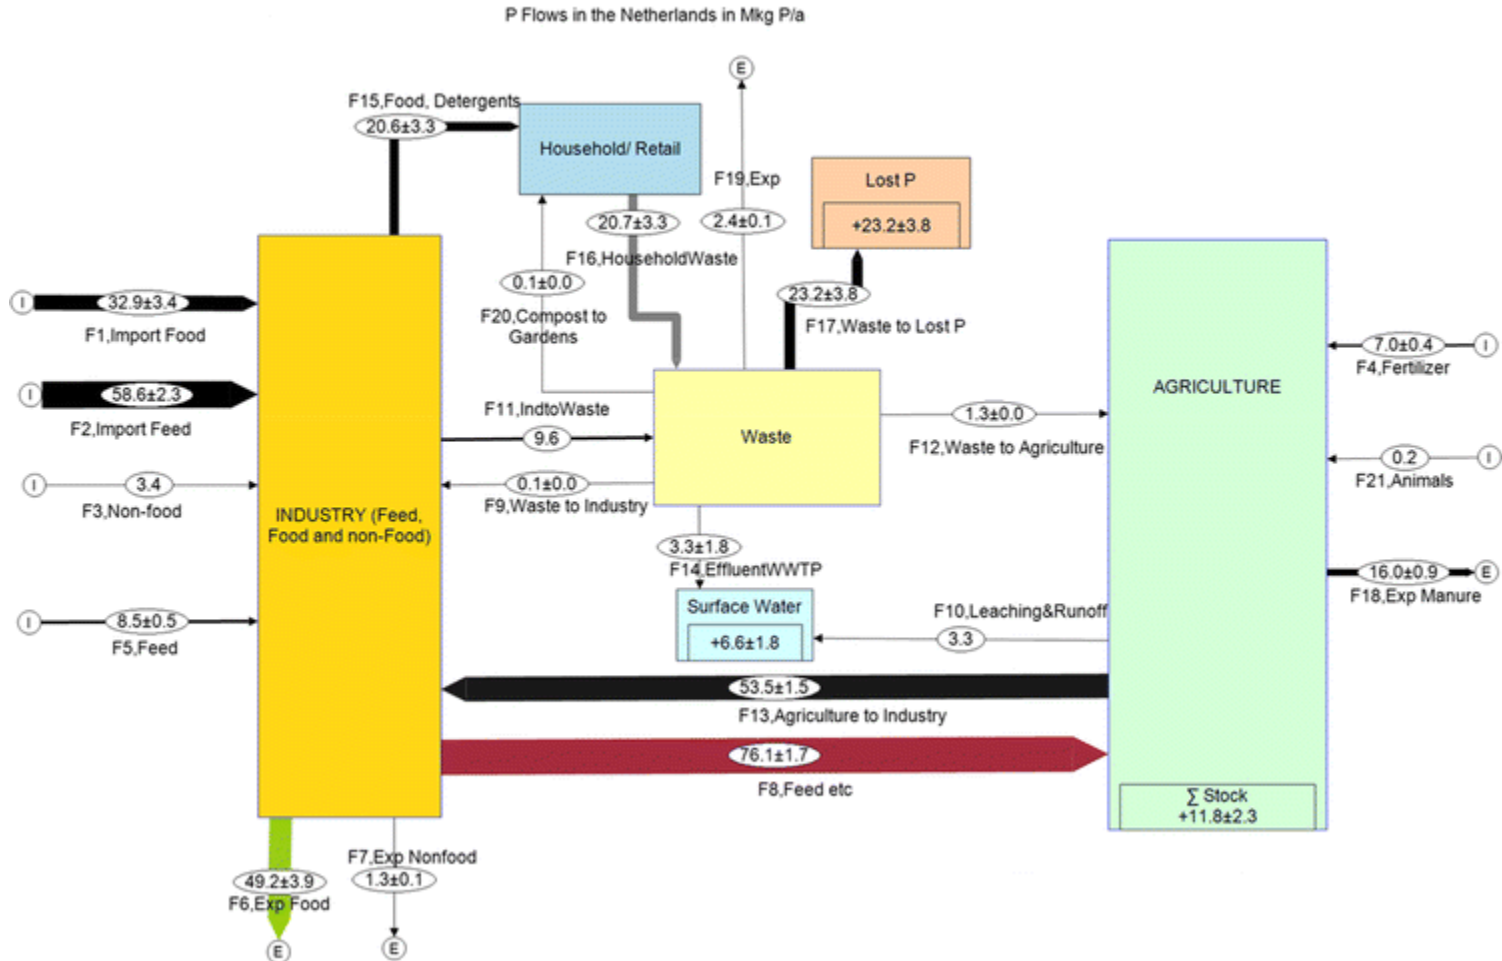 P Flows in the Netherlands in Mkg P/a
E
F15,Food, Detergents
20.6±3.3
Household/ Retail
F19,Exp
2.4±0.1
Lost P
+23.2±3.8
20.7±3.3
F16,HouseholdWaste
0.1±0.0
F20,Compost to
Gardens
23.2±3.8
F17,Waste to Lost P
I
32.9±3.4
F1,Import Food
I
58.6±2.3
F2,Import Feed
I
3.4
F3,Non-food
I
8.5±0.5
F5,Feed
INDUSTRY (Feed,
Food and non-Food)
F11,IndtoWaste
9.6
0.1±0.0
F9,Waste to Industry
Waste
1.3±0.0
F12,Waste to Agriculture
3.3±1.8
F14,EffluentWWTP
Surface Water
+6.6±1.8
F10,Leaching&Runoff
3.3
AGRICULTURE
7.0±0.4
I
F4,Fertilizer
0.2
I
F21,Animals
16.0±0.9
E
F18,Exp Manure
53.5±1.5
F13,Agriculture to Industry
76.1±1.7
F8,Feed etc
∑ Stock
+11.8±2.3
49.2±3.9
F6,Exp Food
E
F7,Exp Nonfood
1.3±0.1
E